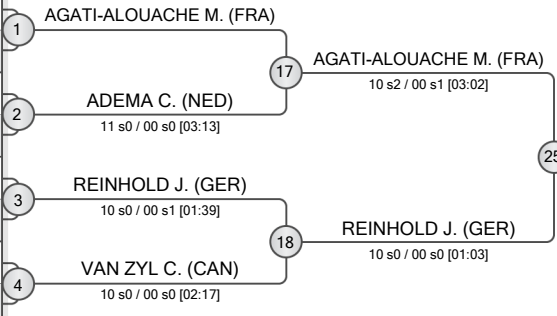 1
AGATI-ALOUACHE M. (FRA)
17
AGATI-ALOUACHE M. (FRA)
10 s2 / 00 s1 [03:02]
2
ADEMA C. (NED)
11 s0 / 00 s0 [03:13]
25
3
REINHOLD J. (GER)
10 s0 / 00 s1 [01:39]
18
REINHOLD J. (GER)
10 s0 / 00 s0 [01:03]
4
VAN ZYL C. (CAN)
10 s0 / 00 s0 [02:17]